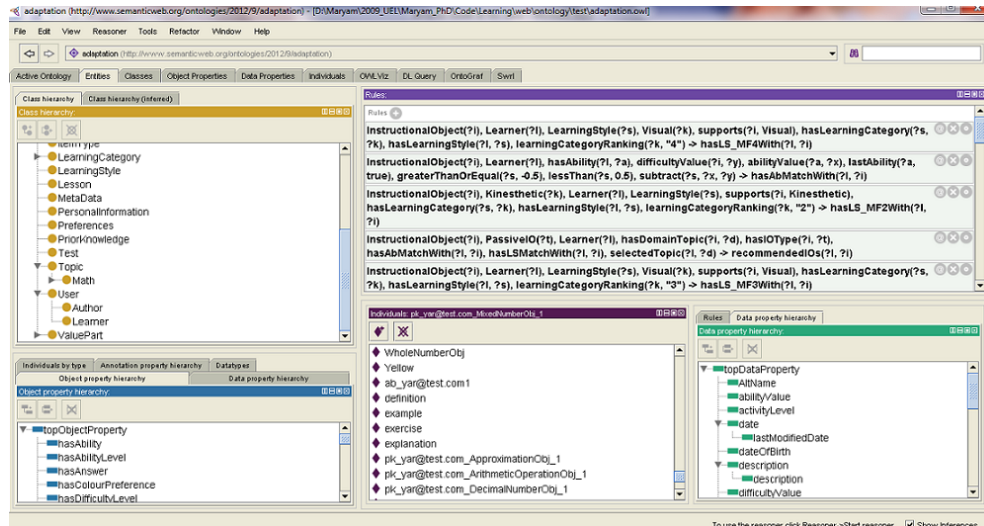 adaptation (http://www.semanticweb.org/ontologies/2012/9/adaptation) - [D:\Maryam\2009_UEL\Maryam_PhD\Code\Learning\web\ontology\test\adaptation.owl]
File Edit View Reasoner Tools Refactor Window Help
adaptation (http://www.semanticweb.org/ontologies/2012/9/adaptation)
Active Ontology Entities Classes Object Properties Data Properties Individuals OWLViz DL Query OntoGraf Swrl
Class hierarchy Class hierarchy (inferred)
Class hierarchy:
ItemType
LearningCategory
LearningStyle
Lesson
MetaData
PersonalInformation
Preferences
PriorKnowledge
Test
Topic
Math
User
Author
Learner
ValuePart
Rules:
Rules
InstructionalObject(?i), Learner(?l), LearningStyle(?s), Visual(?k), supports(?i, Visual), hasLearningCategory(?s,
?k), hasLearningStyle(?l, ?s), learningCategoryRanking(?k, "4") -> hasLS_MF4With(?l, ?i)
InstructionalObject(?i), Learner(?l), hasAbility(?l, ?a), difficultyValue(?i, ?y), abilityValue(?a, ?x), lastAbility(?a,
true), greaterThanOrEqual(?s, -0.5), lessThan(?s, 0.5), subtract(?s, ?x, ?y) -> hasAbMatchWith(?l, ?i)
InstructionalObject(?i), Kinesthetic(?k), Learner(?l), LearningStyle(?s), supports(?i, Kinesthetic),
hasLearningCategory(?s, ?k), hasLearningStyle(?l, ?s), learningCategoryRanking(?k, "2") -> hasLS_MF2With(?l,
?i)
InstructionalObject(?i), PassiveIO(?t), Learner(?l), hasDomainTopic(?i, ?d), hasIOType(?i, ?t),
hasAbMatchWith(?l, ?i), hasLSMatchWith(?l, ?i), selectedTopic(?l, ?d) -> recommendedIOs(?l, ?i)
InstructionalObject(?i), Learner(?l), LearningStyle(?s), Visual(?k), supports(?i, Visual), hasLearningCategory(?s,
?k), hasLearningStyle(?l, ?s), learningCategoryRanking(?k, "3") -> hasLS_MF3With(?l, ?i)
Individuals by type Annotation property hierarchy Datatypes
Object property hierarchy Data property hierarchy
Object property hierarchy:
topObjectProperty
hasAbility
hasAbilityLevel
hasAnswer
hasColourPreference
hasDifficultyLevel
Individuals: pk_yar@test.com_MixedNumberObj_1
WholeNumberObj
Yellow
ab_yar@test.com1
definition
example
exercise
explanation
pk_yar@test.com_ApproximationObj_1
pk_yar@test.com_ArithmeticOperationObj_1
pk_yar@test.com_DecimalNumberObj_1
Rules Data property hierarchy
Data property hierarchy:
topDataProperty
AltName
abilityValue
activityLevel
date
lastModifiedDate
dateOfBirth
description
description
difficultyValue
To use the reasoner click Reasoner->Start reasoner Show Inferences